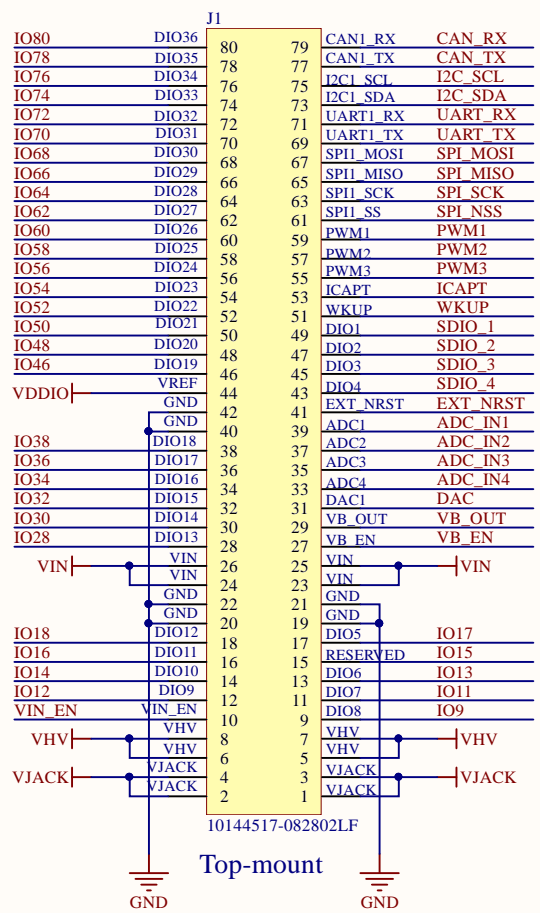 J1
IO80 DIO36 80 79 CAN1_RX CAN_RX
IO78 DIO35 78 77 CAN1_TX CAN_TX
IO76 DIO34 76 75 I2C1_SCL I2C_SCL
IO74 DIO33 74 73 I2C1_SDA I2C_SDA
IO72 DIO32 72 71 UART1_RX UART_RX
IO70 DIO31 70 69 UART1_TX UART_TX
IO68 DIO30 68 67 SPI1_MOSI SPI_MOSI
IO66 DIO29 66 65 SPI1_MISO SPI_MISO
IO64 DIO28 64 63 SPI1_SCK SPI_SCK
IO62 DIO27 62 61 SPI1_SS SPI_NSS
IO60 DIO26 60 59 PWM1 PWM1
IO58 DIO25 58 57 PWM2 PWM2
IO56 DIO24 56 55 PWM3 PWM3
IO54 DIO23 54 53 ICAPT ICAPT
IO52 DIO22 52 51 WKUP WKUP
IO50 DIO21 50 49 DIO1 SDIO_1
IO48 DIO20 48 47 DIO2 SDIO_2
IO46 DIO19 46 45 DIO3 SDIO_3
VDDIO VREF 44 43 DIO4 SDIO_4
GND 42 41 EXT_NRST EXT_NRST
GND 40 39 ADC1 ADC_IN1
IO38 DIO18 38 37 ADC2 ADC_IN2
IO36 DIO17 36 35 ADC3 ADC_IN3
IO34 DIO16 34 33 ADC4 ADC_IN4
IO32 DIO15 32 31 DAC1 DAC
IO30 DIO14 30 29 VB_OUT VB_OUT
IO28 DIO13 28 27 VB_EN VB_EN
VIN VIN 26 25 VIN VIN
VIN 24 23 VIN
GND 22 21 GND
GND 20 19 GND
IO18 DIO12 18 17 DIO5 IO17
IO16 DIO11 16 15 RESERVED IO15
IO14 DIO10 14 13 DIO6 IO13
IO12 DIO9 12 11 DIO7 IO11
VIN_EN VIN_EN 10 9 DIO8 IO9
VHV VHV 8 7 VHV VHV
VHV 6 5 VHV
VJACK VJACK 4 3 VJACK VJACK
VJACK 2 1 VJACK
10144517-082802LF
Top-mount
GND GND